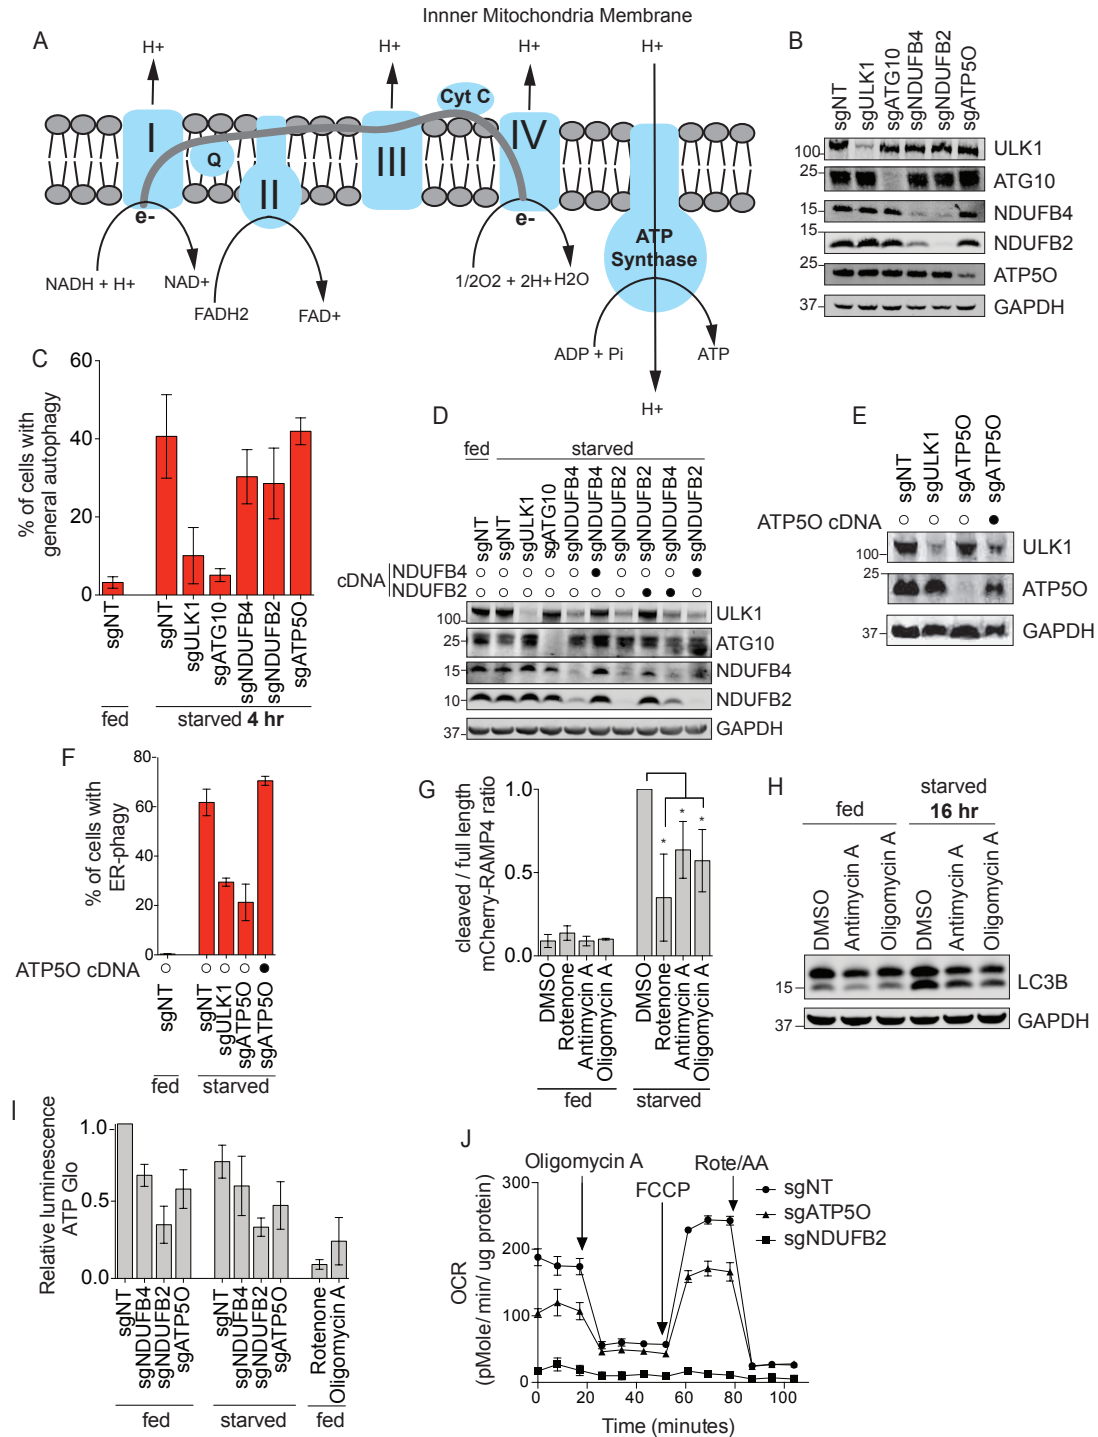 Innner Mitochondria Membrane
A
H+
H+
H+
H+
Cyt C
I
Q
II
III
IV
e-
e-
ATP
Synthase
NADH + H+
NAD+
FADH2
FAD+
1/2O2 + 2H+
H2O
ADP + Pi
ATP
H+
B
sgNT
sgULK1
sgATG10
sgNDUFB4
sgNDUFB2
sgATP5O
100
ULK1
25
ATG10
15
NDUFB4
15
NDUFB2
25
ATP5O
37
GAPDH
C
% of cells with
general autophagy
60
40
20
0
sgNT
sgNT
sgULK1
sgATG10
sgNDUFB4
sgNDUFB2
sgATP5O
fed
starved 4 hr
D
fed
starved
sgNT
sgNT
sgULK1
sgATG10
sgNDUFB4
sgNDUFB4
sgNDUFB2
sgNDUFB2
sgNDUFB4
sgNDUFB2
cDNA
NDUFB4
NDUFB2
100
ULK1
25
ATG10
15
NDUFB4
10
NDUFB2
37
GAPDH
E
sgNT
sgULK1
sgATP5O
sgATP5O
ATP5O cDNA
100
ULK1
25
ATP5O
37
GAPDH
F
% of cells with
ER-phagy
80
60
40
20
0
ATP5O cDNA
sgNT
sgNT
sgULK1
sgATP5O
sgATP5O
fed
starved
G
cleaved / full length
mCherry-RAMP4 ratio
1.0
0.5
0.0
* * *
DMSO
Rotenone
Antimycin A
Oligomycin A
DMSO
Rotenone
Antimycin A
Oligomycin A
fed
starved
H
starved
fed
16 hr
DMSO
Antimycin A
Oligomycin A
DMSO
Antimycin A
Oligomycin A
15
LC3B
37
GAPDH
I
Relative luminescence
ATP Glo
1.0
0.5
0.0
sgNT
sgNDUFB4
sgNDUFB2
sgATP5O
sgNT
sgNDUFB4
sgNDUFB2
sgATP5O
Rotenone
Oligomycin A
fed
starved
fed
J
Oligomycin A
Rote/AA
FCCP
sgNT
sgATP5O
sgNDUFB2
OCR
(pMole/ min/ ug protein)
300
200
100
0
0 20 40 60 80 100
Time (minutes)